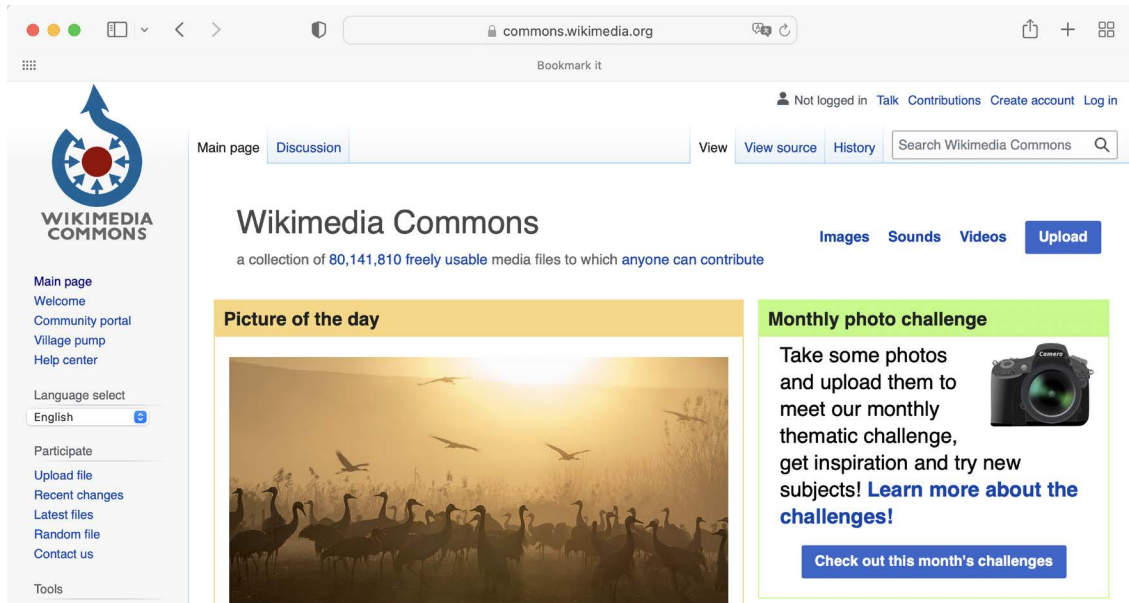 commons.wikimedia.org
Bookmark it
Not logged in Talk Contributions Create account Log in
Main page Discussion View View source History Search Wikimedia Commons
WIKIMEDIA
COMMONS
Main page
Welcome
Community portal
Village pump
Help center
Language select
English
Participate
Upload file
Recent changes
Latest files
Random file
Contact us
Tools
Wikimedia Commons
a collection of 80,141,810 freely usable media files to which anyone can contribute
Images Sounds Videos Upload
Picture of the day
Monthly photo challenge
Take some photos
and upload them to
meet our monthly
thematic challenge,
get inspiration and try new
subjects! Learn more about the
challenges!
Camera
Check out this month's challenges